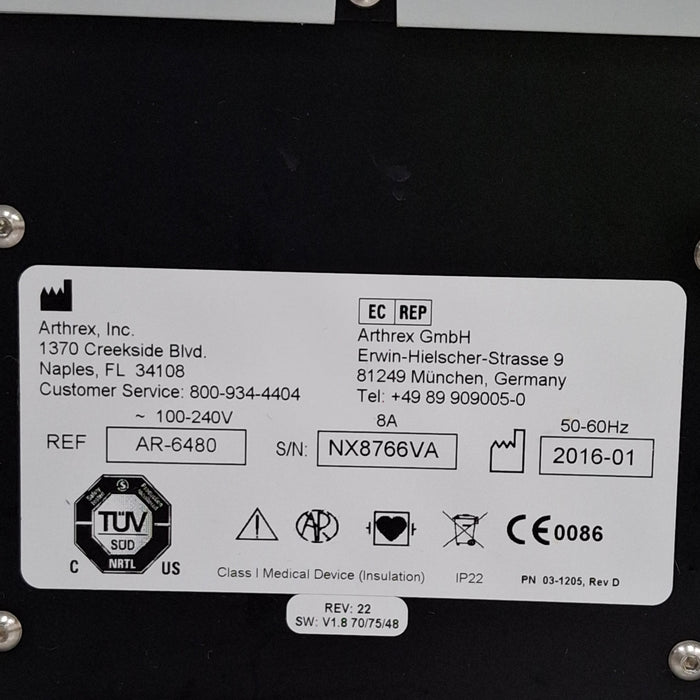 Arthrex, Inc.
1370 Creekside Blvd.
Naples, FL 34108
Customer Service: 800-934-4404
EC REP
Arthrex GmbH
Erwin-Hielscher-Strasse 9
81249 München, Germany
Tel: +49 89 909005-0
~ 100-240V 8A 50-60Hz
REF AR-6480 S/N: NX8766VA 2016-01
TÜV
SÜD
NRTL
C US
CE 0086
Class I Medical Device (Insulation) IP22 PN 03-1205, Rev D
REV: 22
SW: V1.8 70/75/48